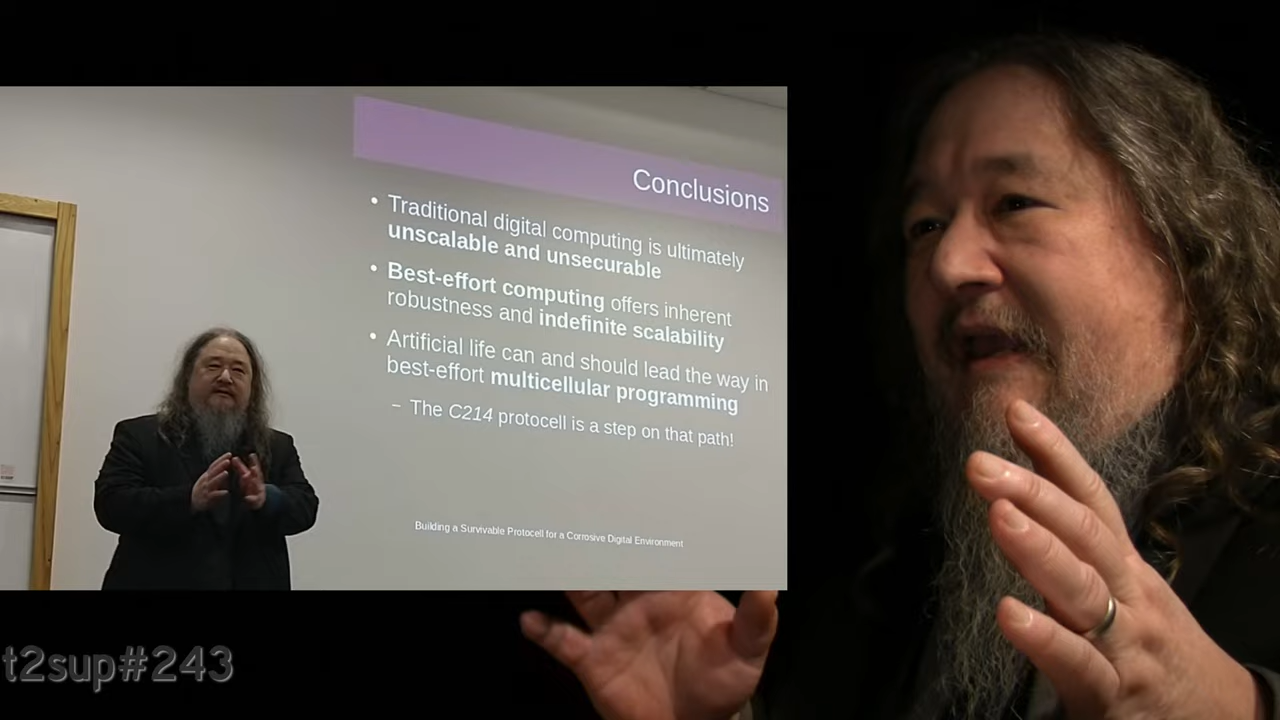 Conclusions
• Traditional digital computing is ultimately
unscalable and unsecurable
• Best-effort computing offers inherent
robustness and indefinite scalability
• Artificial life can and should lead the way in
best-effort multicellular programming
– The C214 protocell is a step on that path!
Building a Survivable Protocell for a Corrosive Digital Environment
t2sup#243